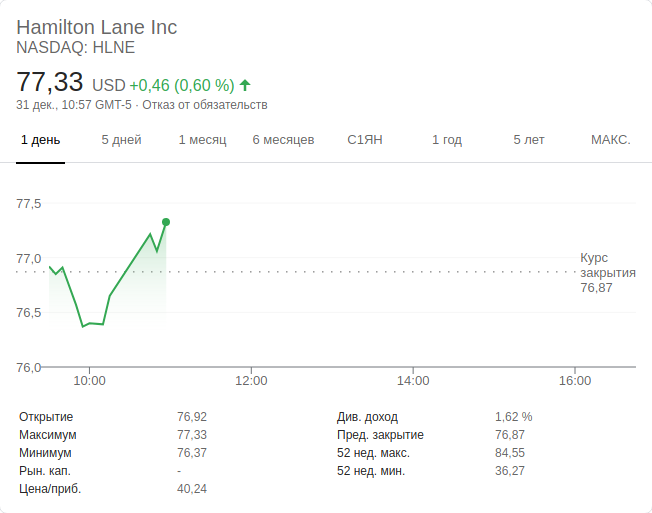 Hamilton Lane Inc
NASDAQ: HLNE
77,33 USD +0,46 (0,60 %)
31 дек., 10:57 GMT-5 · Отказ от обязательств
1 день 5 дней 1 месяц 6 месяцев С1ЯН 1 год 5 лет МАКС.
77,5
77,0
Курс
закрытия
76,87
76,5
76,0
10:00 12:00 14:00 16:00
Открытие 76,92 Див. доход 1,62 %
Максимум 77,33 Пред. закрытие 76,87
Минимум 76,37 52 нед. макс. 84,55
Рын. кап. - 52 нед. мин. 36,27
Цена/приб. 40,24